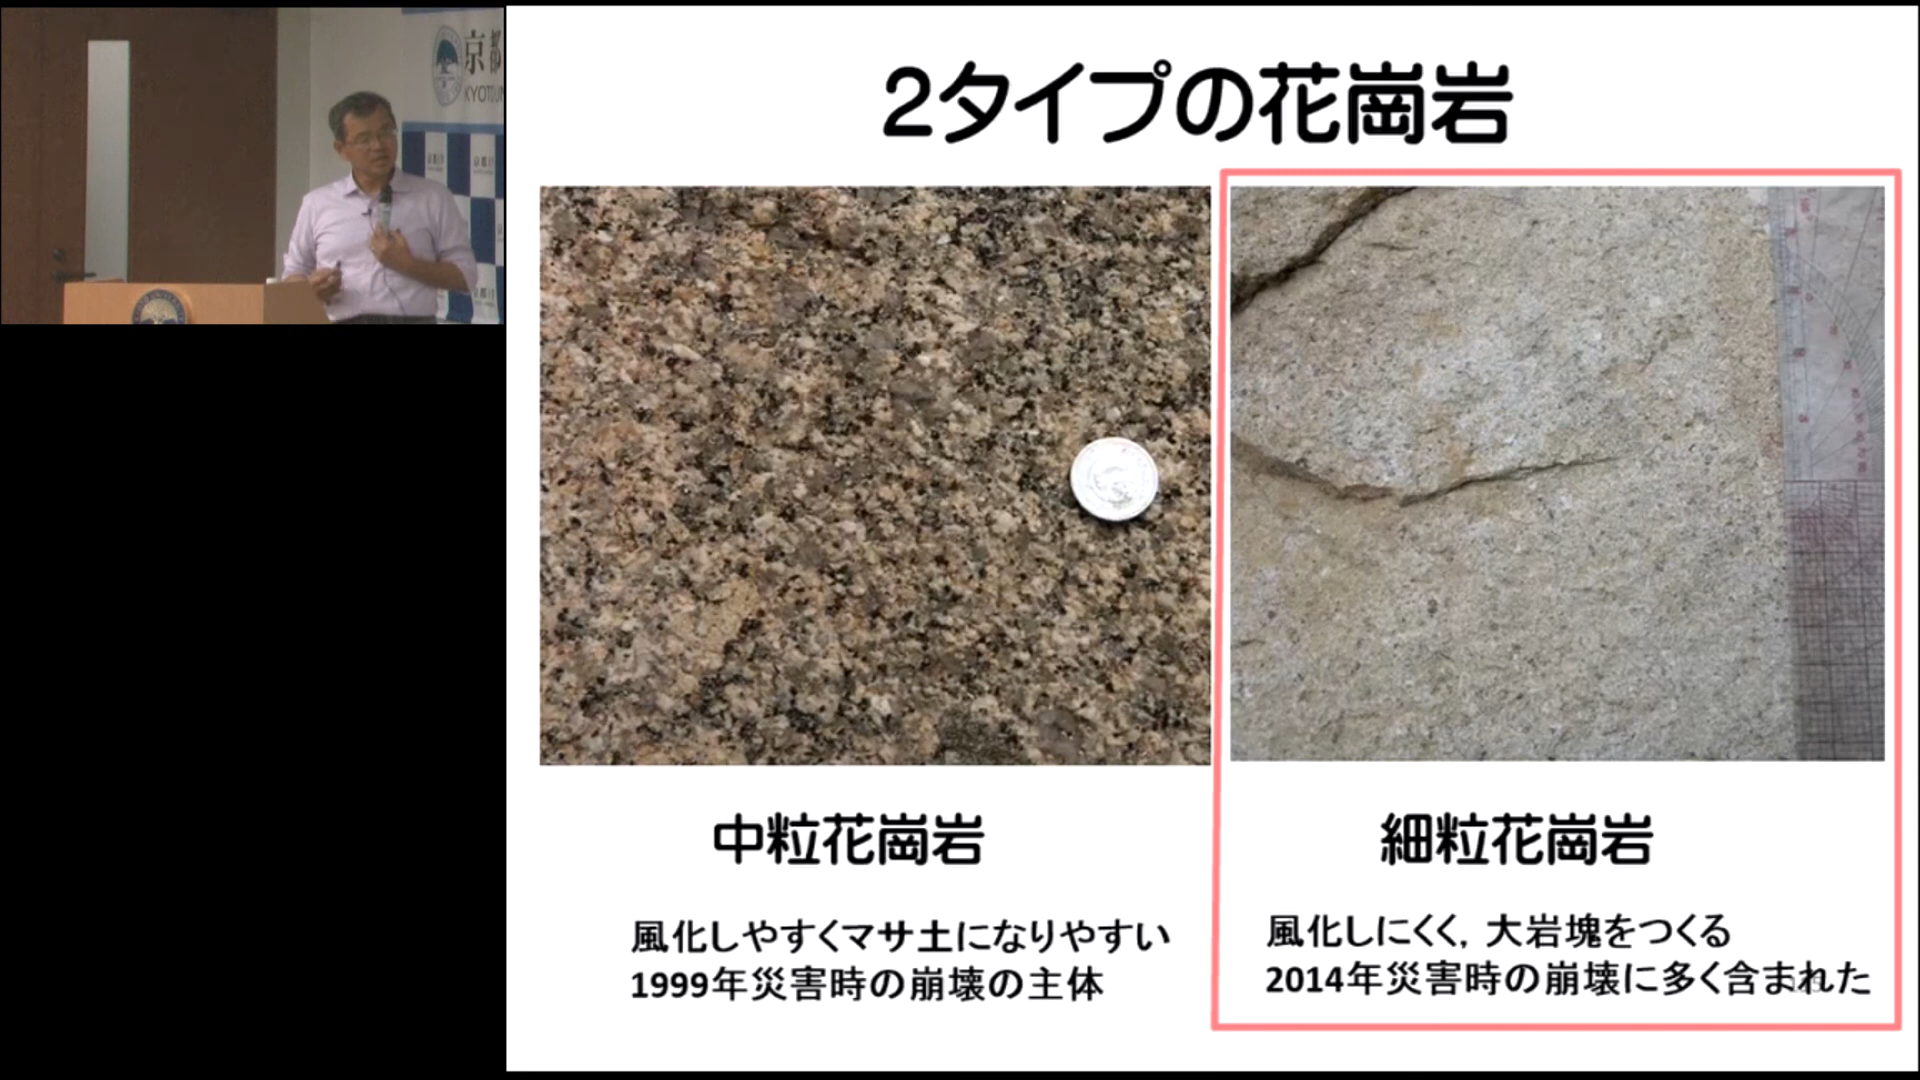 京都
KYOTO UN
2タイプの花崗岩
中粒花崗岩
風化しやすくマサ土になりやすい
1999年災害時の崩壊の主体
細粒花崗岩
風化しにくく，大岩塊をつくる
2014年災害時の崩壊に多く含まれた